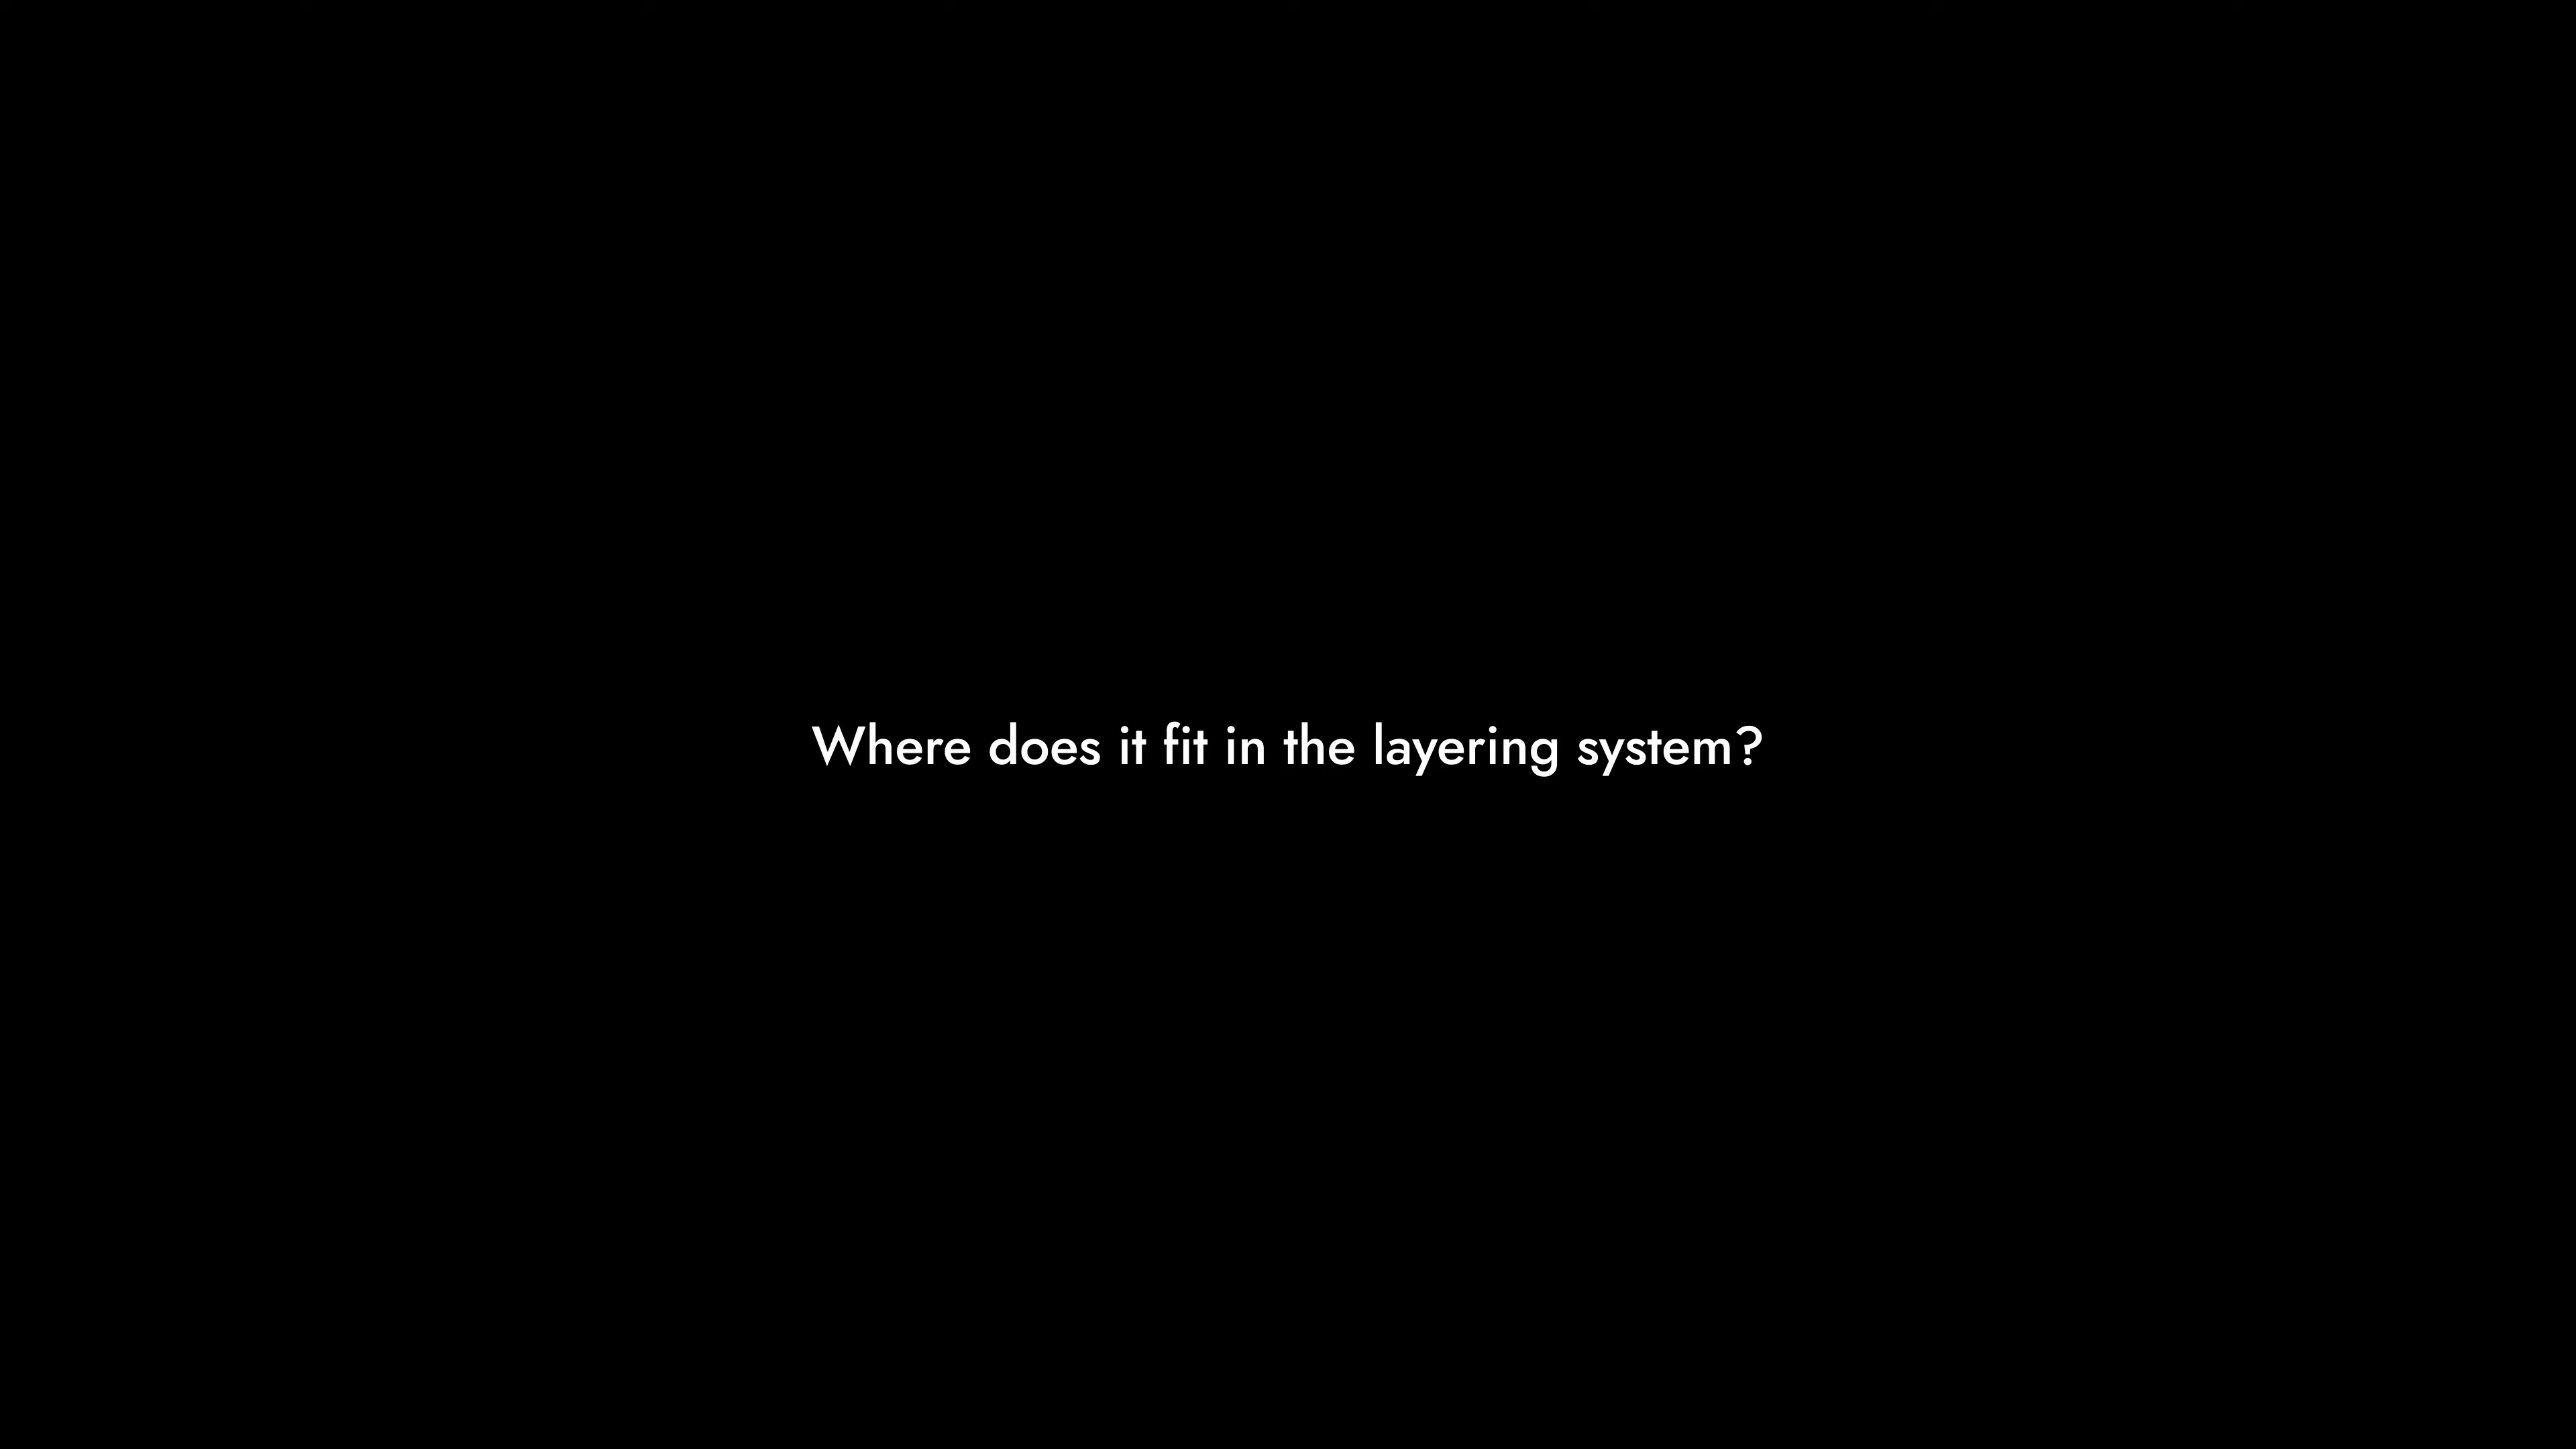 Where does it fit in the layering system?